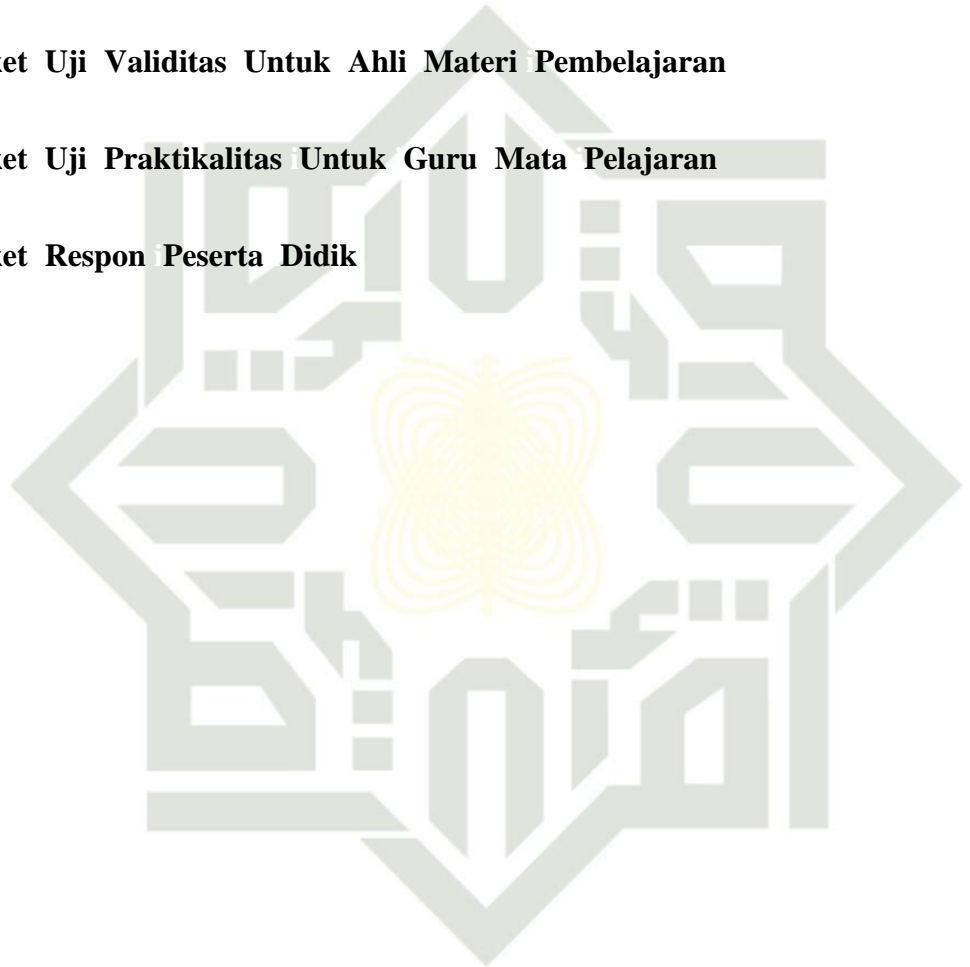 ket Uji Validitas Untuk Ahli Materi Pembelajaran
ket Uji Praktikalitas Untuk Guru Mata Pelajaran
ket Respon Peserta Didik